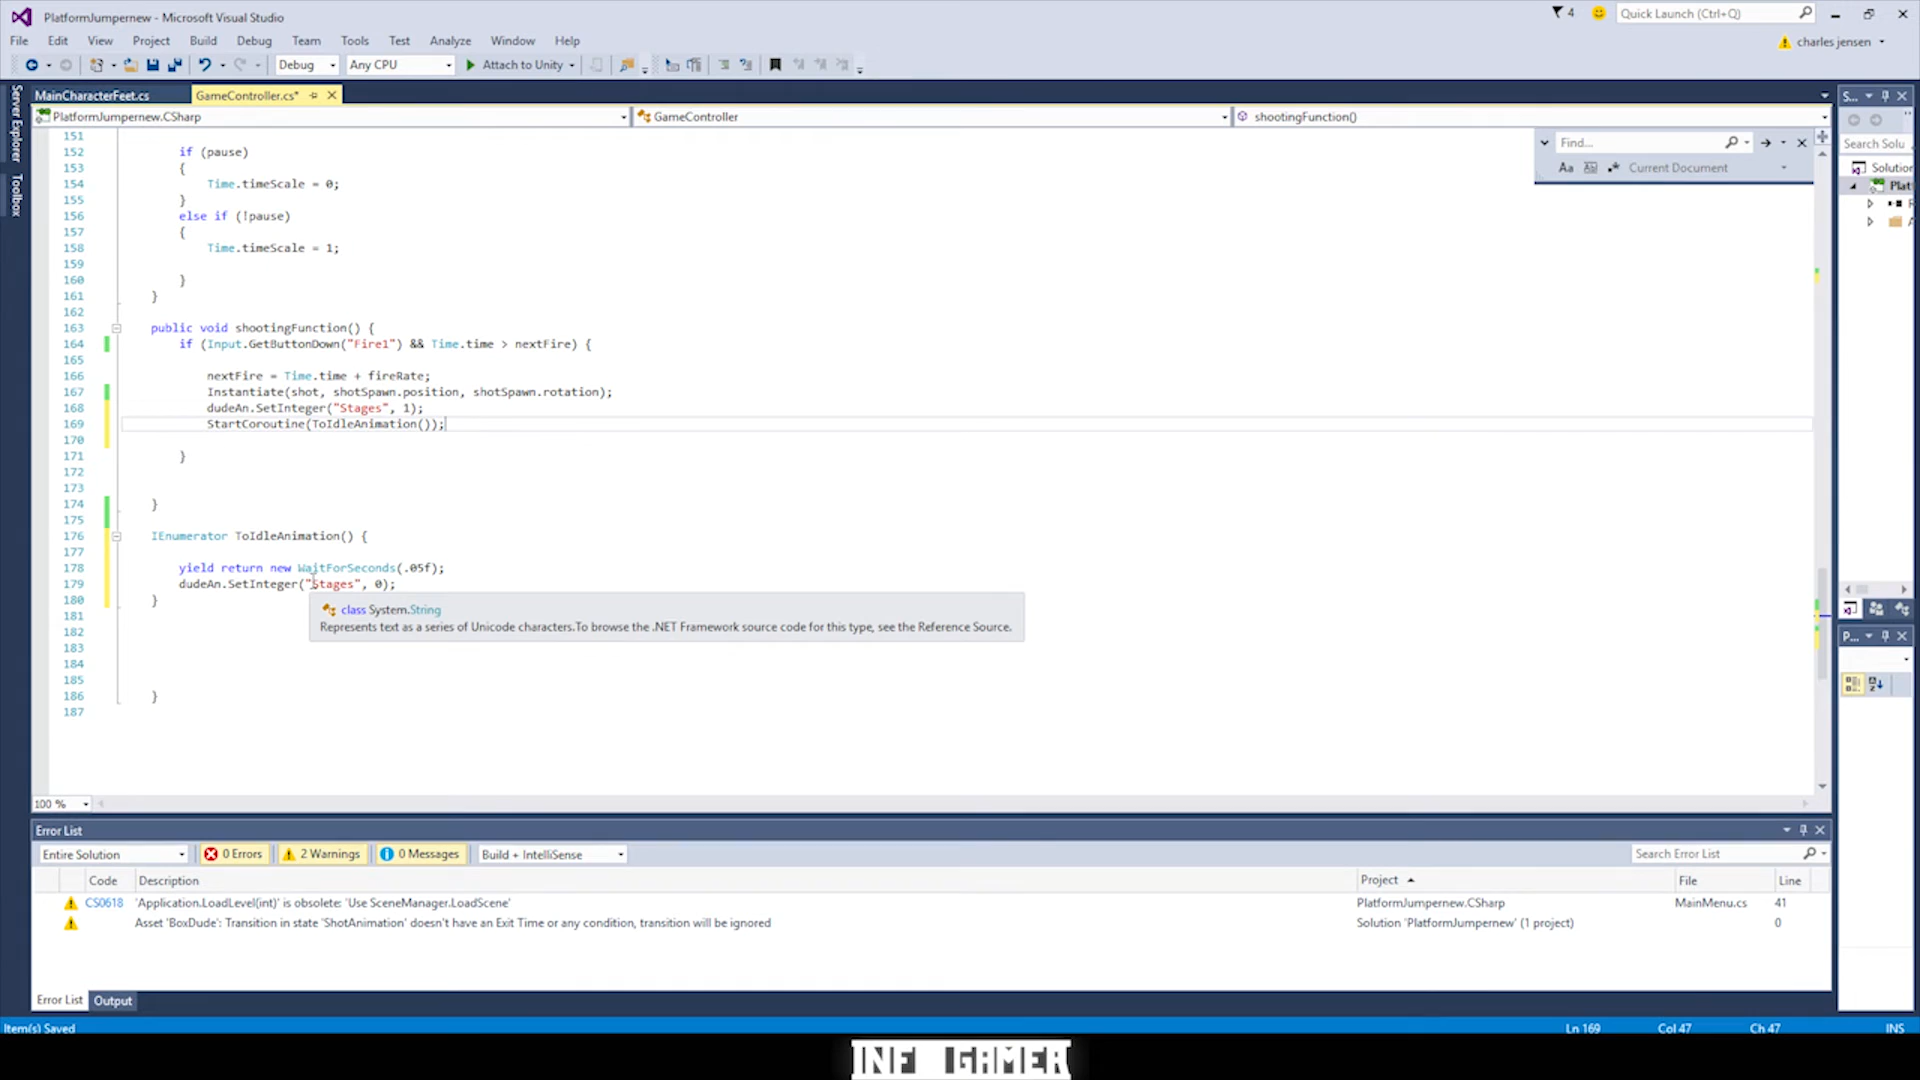 PlatformJumpernew - Microsoft Visual Studio
4
Quick Launch (Ctrl+Q)
File Edit View Project Build Debug Team Tools Test Analyze Window Help
charles jensen
Debug Any CPU Attach to Unity
Server Explorer
Toolbox
MainCharacterFeet.cs GameController.cs*
S...
PlatformJumpernew.CSharp GameController shootingFunction()
Find...
Aa Current Document
Search Solu
Solution
Plat
151
152 if (pause)
153 {
154 Time.timeScale = 0;
155 }
156 else if (!pause)
157 {
158 Time.timeScale = 1;
159
160 }
161 }
162
163 public void shootingFunction() {
164 if (Input.GetButtonDown("Fire1") && Time.time > nextFire) {
165
166 nextFire = Time.time + fireRate;
167 Instantiate(shot, shotSpawn.position, shotSpawn.rotation);
168 dudeAn.SetInteger("Stages", 1);
169 StartCoroutine(ToIdleAnimation());
170
171 }
172
173
174 }
175
176 IEnumerator ToIdleAnimation() {
177
178 yield return new WaitForSeconds(.05f);
179 dudeAn.SetInteger("Stages", 0);
180 }
181
182
183
184
185
186 }
187
class System.String
Represents text as a series of Unicode characters.To browse the .NET Framework source code for this type, see the Reference Source.
P...
100 %
Error List
Entire Solution 0 Errors 2 Warnings 0 Messages Build + IntelliSense Search Error List
Code Description Project File Line
CS0618 'Application.LoadLevel(int)' is obsolete: 'Use SceneManager.LoadScene' PlatformJumpernew.CSharp MainMenu.cs 41
Asset 'BoxDude': Transition in state 'ShotAnimation' doesn't have an Exit Time or any condition, transition will be ignored Solution 'PlatformJumpernew' (1 project) 0
Error List Output
Item(s) Saved Ln 169 Col 47 Ch 47 INS
INF GAMER